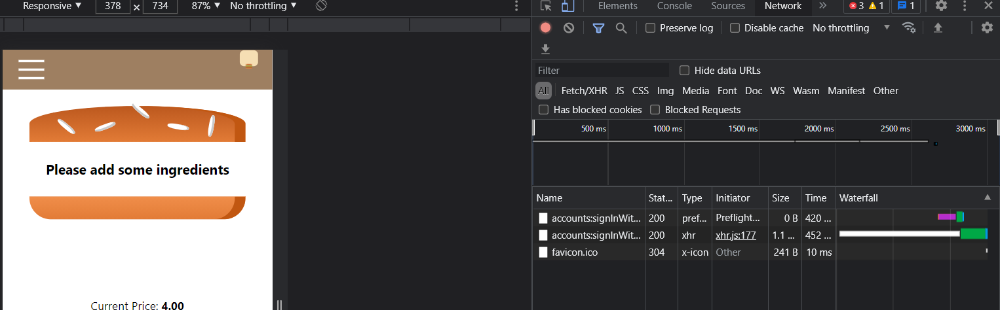 Responsive 378 × 734 87% No throttling
Elements Console Sources Network » 3 1 1
Preserve log Disable cache No throttling
Filter Hide data URLs
All Fetch/XHR JS CSS Img Media Font Doc WS Wasm Manifest Other
Has blocked cookies Blocked Requests
500 ms 1000 ms 1500 ms 2000 ms 2500 ms 3000 ms
Please add some ingredients
Name Stat... Type Initiator Size Time Waterfall
accounts:signInWit... 200 pref... Preflight... 0 B 420 ...
accounts:signInWit... 200 xhr xhr.js:177 1.1 ... 452 ...
favicon.ico 304 x-icon Other 241 B 10 ms
Current Price: 4.00